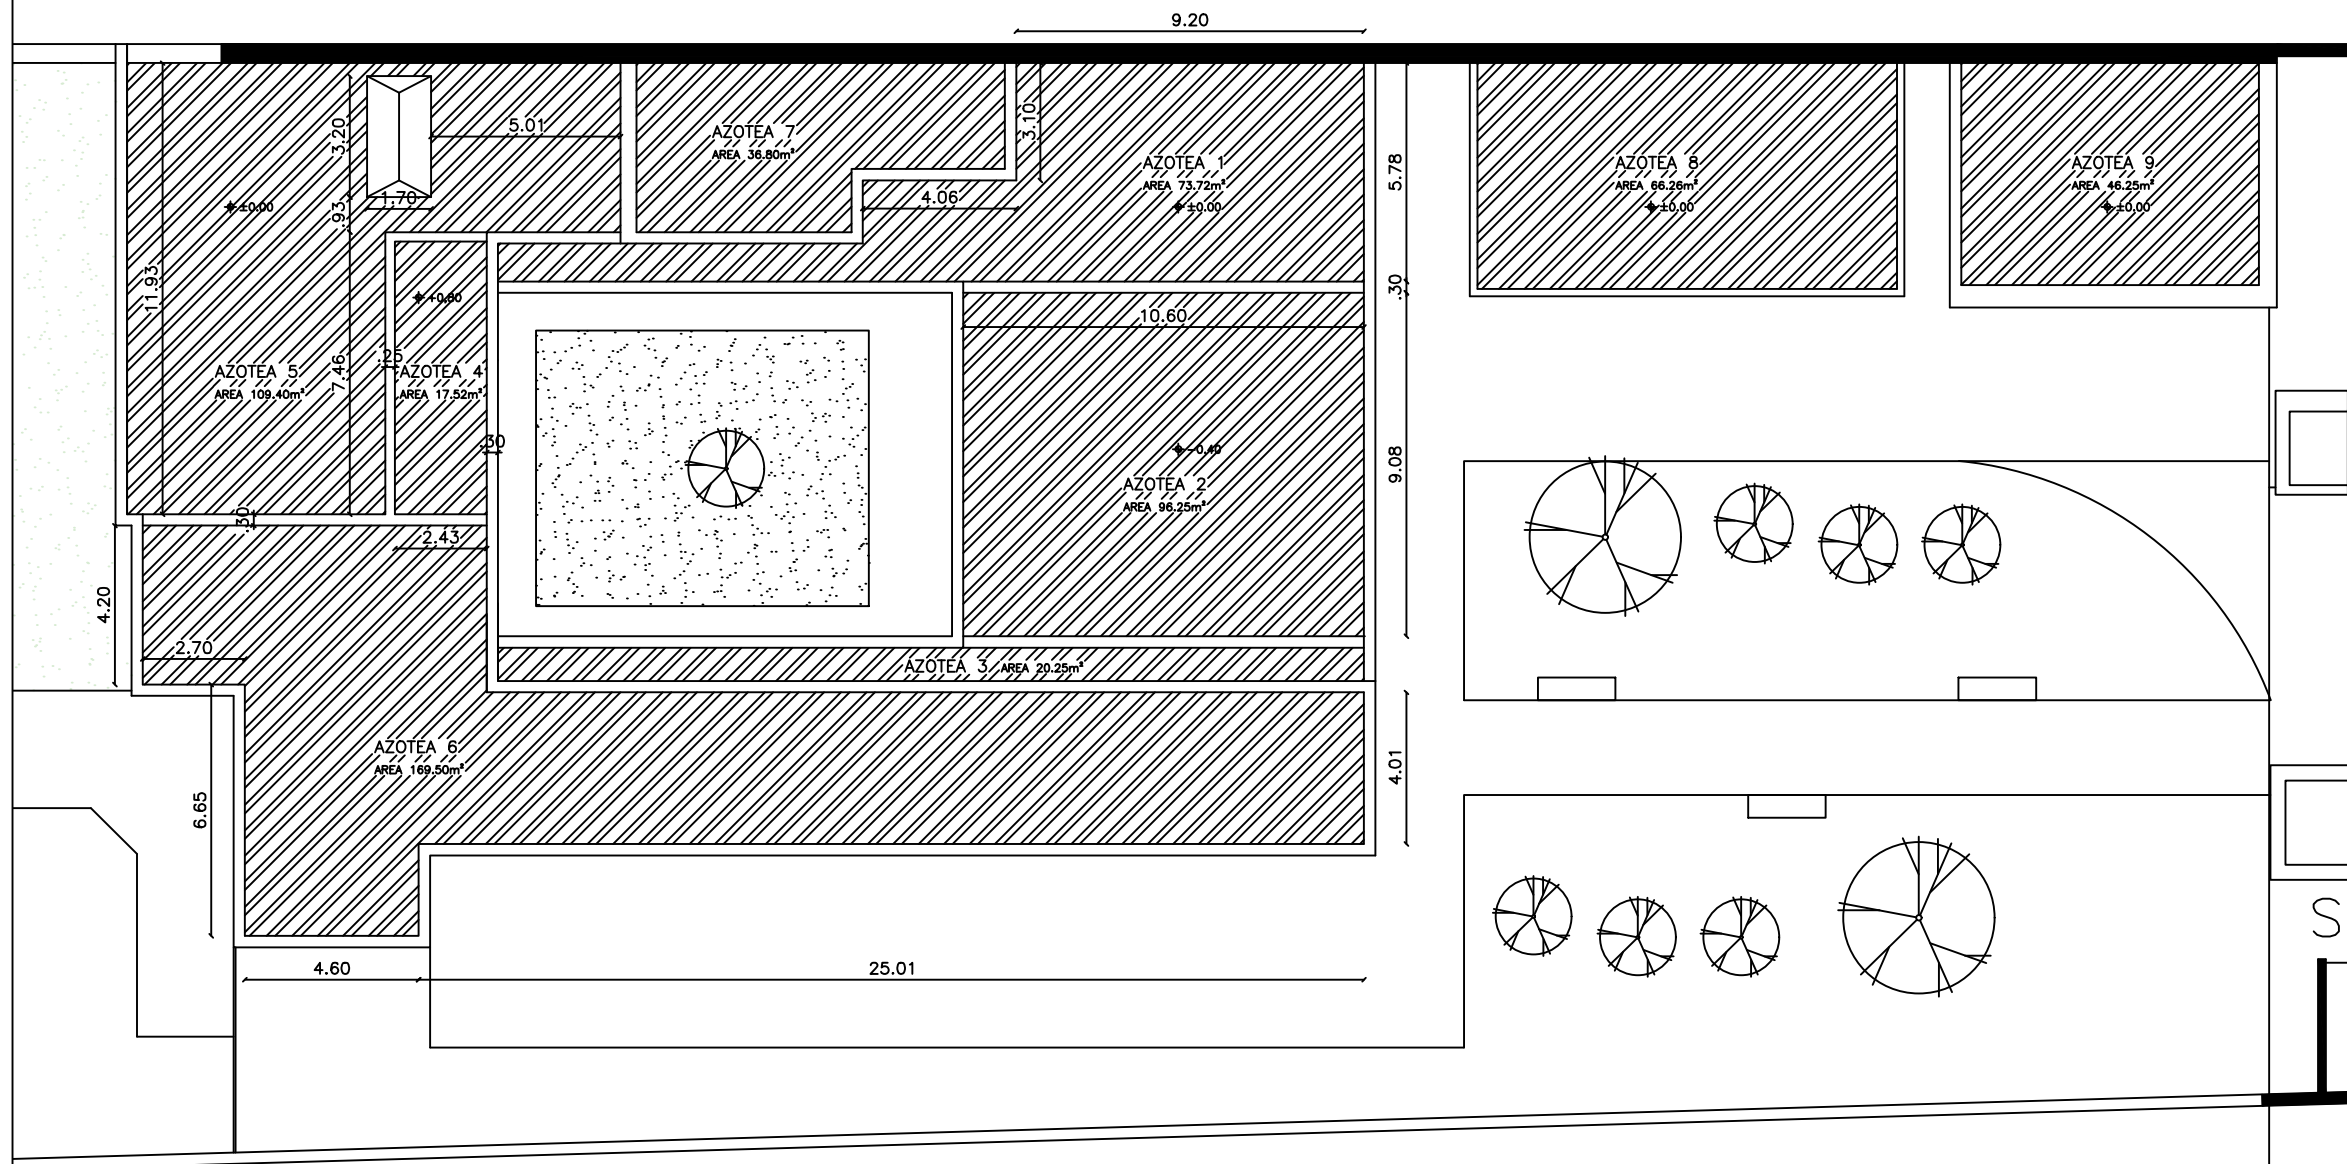 9.20
5.01
3.20
1.70
.93
11.93
7.46
±0.00
AZOTEA 7
AREA 36.80m²
3.10
4.06
AZOTEA 1
AREA 73.72m²
±0.00
5.78
.30
AZOTEA 8
AREA 66.26m²
±0.00
AZOTEA 9
AREA 46.25m²
±0.00
+0.80
.25
AZOTEA 5
AREA 109.40m²
AZOTEA 4
AREA 17.52m²
.30
10.60
-0.40
AZOTEA 2
AREA 96.25m²
9.08
.30
2.43
4.20
2.70
AZOTEA 3 AREA 20.25m²
AZOTEA 6
AREA 169.50m²
6.65
4.01
4.60
25.01
S